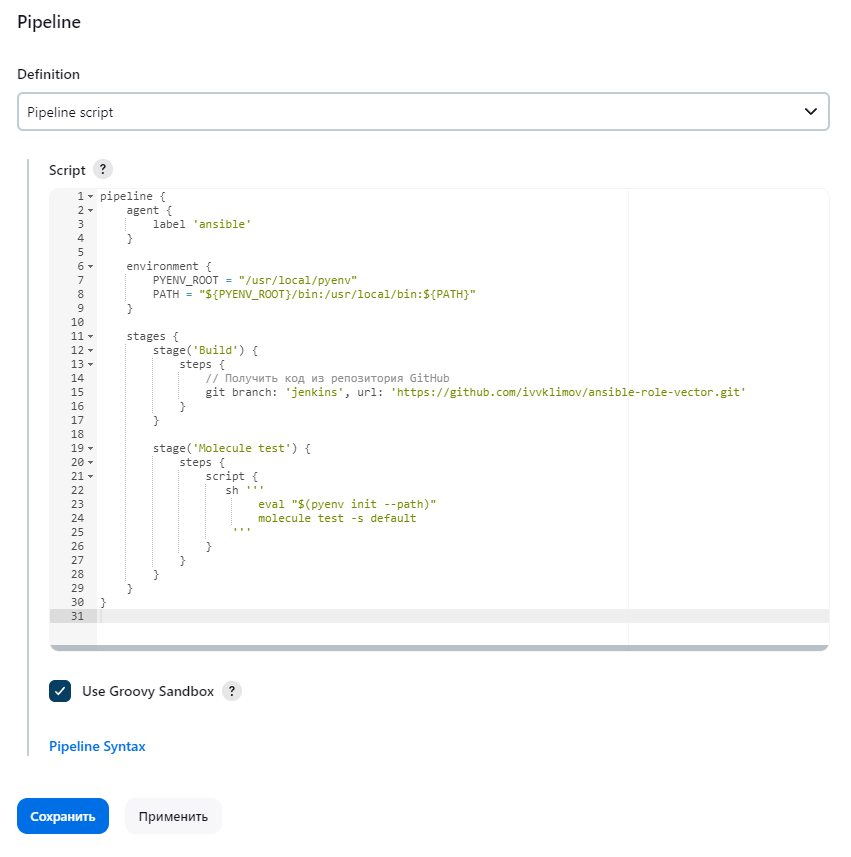 Pipeline
Definition
Pipeline script
Script ?
1 pipeline {
2     agent {
3         label 'ansible'
4     }
5
6     environment {
7         PYENV_ROOT = "/usr/local/pyenv"
8         PATH = "${PYENV_ROOT}/bin:/usr/local/bin:${PATH}"
9     }
10
11     stages {
12         stage('Build') {
13             steps {
14                 // Получить код из репозитория GitHub
15                 git branch: 'jenkins', url: 'https://github.com/ivvklimov/ansible-role-vector.git'
16             }
17         }
18
19         stage('Molecule test') {
20             steps {
21                 script {
22                    sh '''
23                         eval "$(pyenv init --path)"
24                         molecule test -s default
25                     '''
26                 }
27             }
28         }
29     }
30 }
31
Use Groovy Sandbox ?
Pipeline Syntax
Сохранить Применить